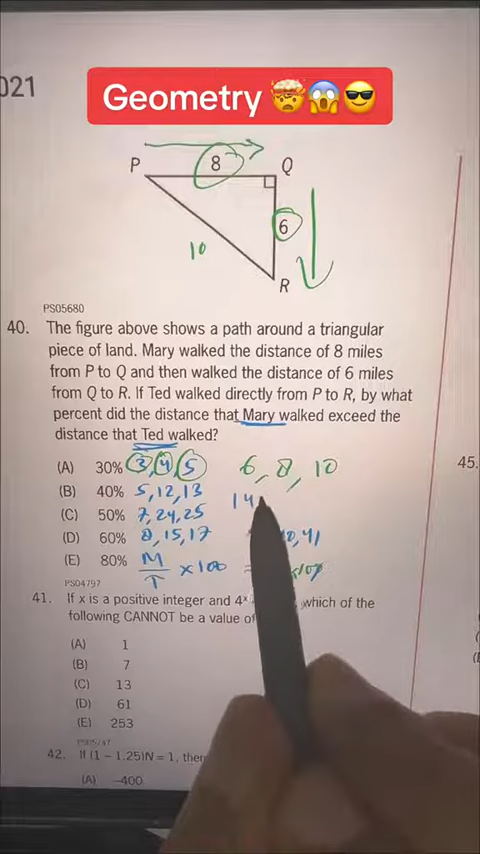 021
Geometry 🤯😱😎
P 8 Q
6
10
R
PS05680
40. The figure above shows a path around a triangular
piece of land. Mary walked the distance of 8 miles
from P to Q and then walked the distance of 6 miles
from Q to R. If Ted walked directly from P to R, by what
percent did the distance that Mary walked exceed the
distance that Ted walked?
(A) 30% 3, 4, 5 6, 8, 10
45.
(B) 40% 5, 12, 13 14
(C) 50% 7, 24, 25
(D) 60% 8, 15, 17 40, 41
(E) 80% M/T x100 = x100
PS04797
41. If x is a positive integer and 4ˣ which of the
following CANNOT be a value of
(A) 1
(B) 7
(C) 13
(D) 61
(E) 253
42. If (1 – 1.25)N = 1, then
(A) –400